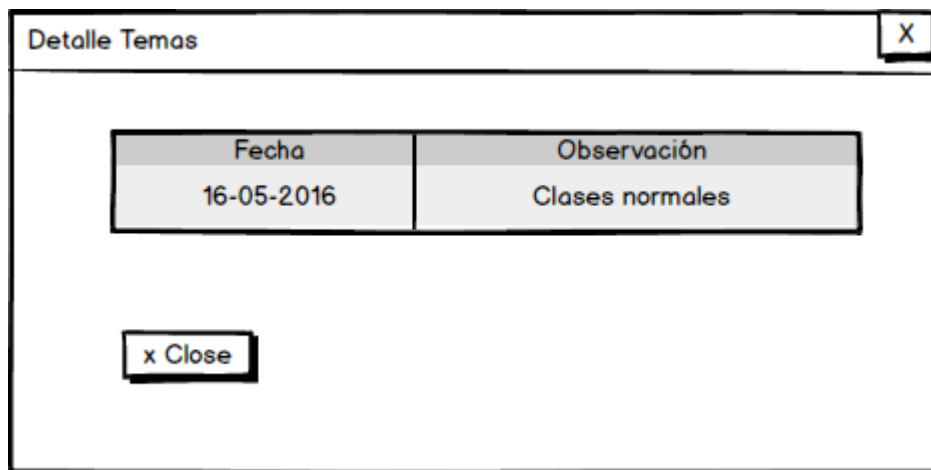 Detalle Temas
X
Fecha Observación
16-05-2016 Clases normales
x Close